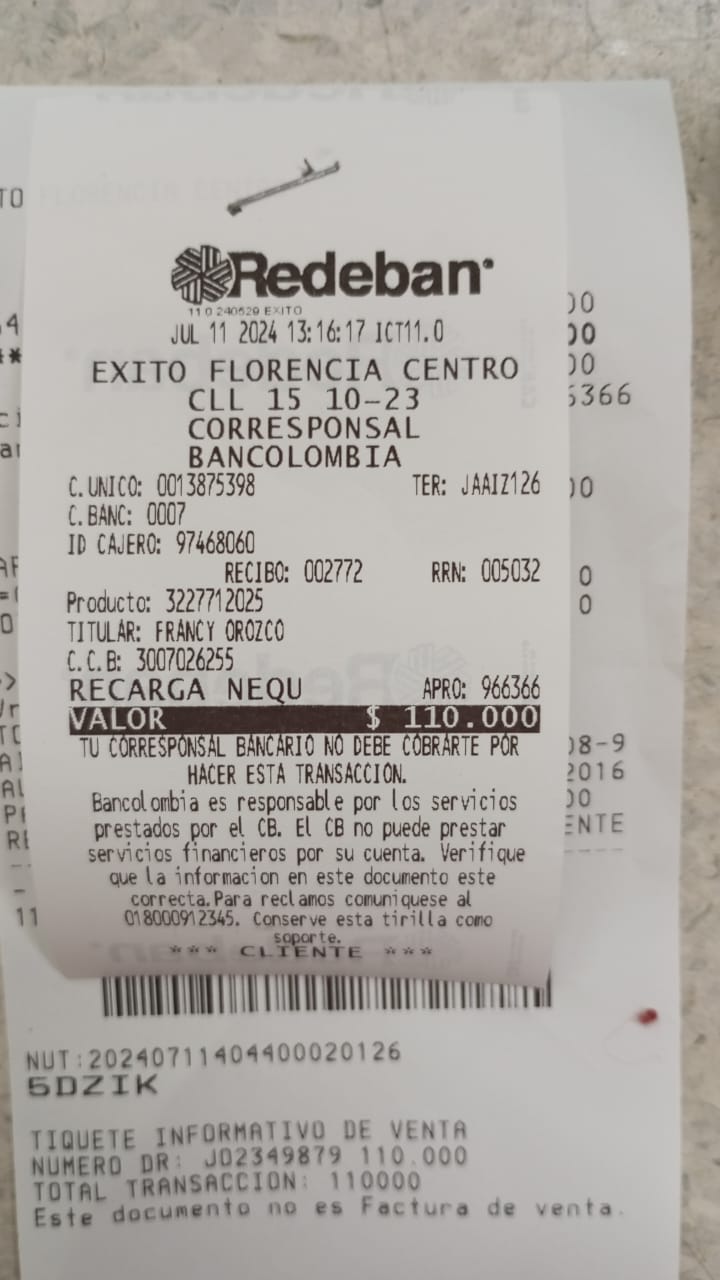 Redeban
11 0 240529 EXITO
JUL 11 2024 13:16:17 ICT11.0
EXITO FLORENCIA CENTRO
CLL 15 10-23
CORRESPONSAL
BANCOLOMBIA
C.UNICO: 0013875398 TER: JAAIZ126
C.BANC: 0007
ID CAJERO: 97468060
RECIBO: 002772 RRN: 005032
Producto: 3227712025
TITULAR: FRANCY OROZCO
C.C.B: 3007026255
RECARGA NEQU APRO: 966366
VALOR $ 110.000
TU CORRESPONSAL BANCARIO NO DEBE COBRARTE POR
HACER ESTA TRANSACCION.
Bancolombia es responsable por los servicios
prestados por el CB. El CB no puede prestar
servicios financieros por su cuenta. Verifique
que la informacion en este documento este
correcta.Para reclamos comuniquese al
018000912345. Conserve esta tirilla como
soporte.
*** CLIENTE ***
NUT:20240711404400020126
5DZIK
TIQUETE INFORMATIVO DE VENTA
NUMERO DR: J02349879 110.000
TOTAL TRANSACCION: 110000
Este documento no es Factura de venta.